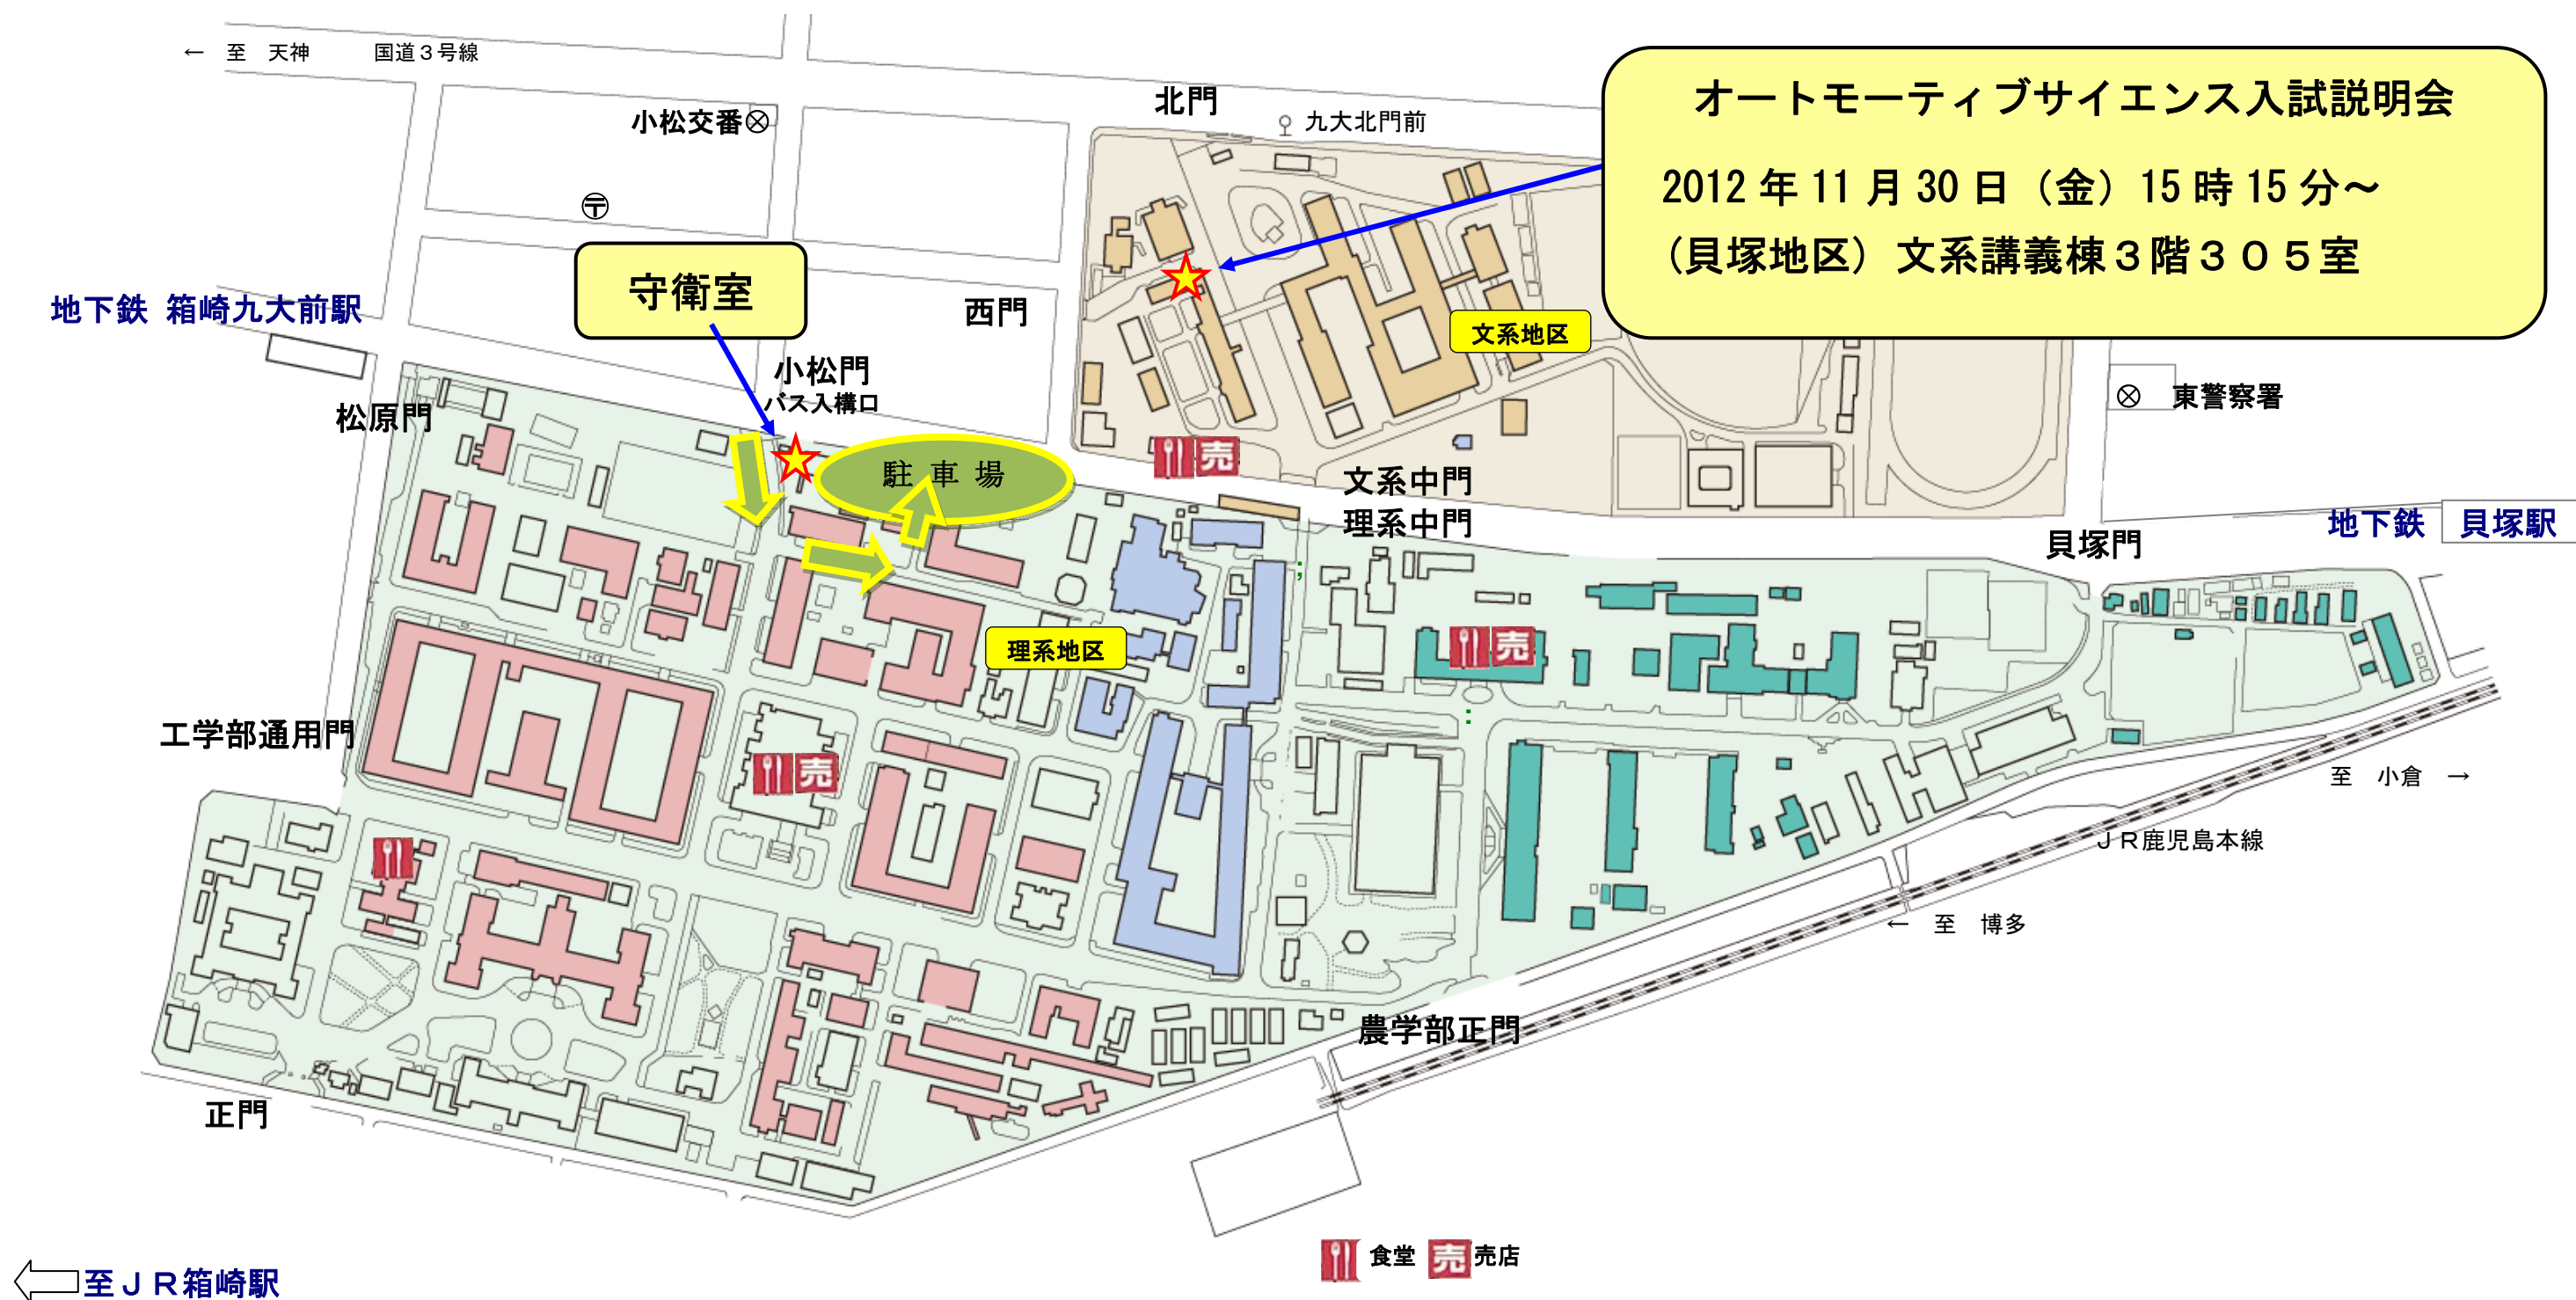 ← 至 天神 国道３号線
北門
小松交番
九大北門前
オートモーティブサイエンス入試説明会
2012 年 11 月 30 日（金）15 時 15 分～
（貝塚地区）文系講義棟３階３０５室
〒
守衛室
西門
地下鉄 箱崎九大前駅
文系地区
小松門
バス入構口
松原門
東警察署
売
駐 車 場
文系中門
理系中門
地下鉄 貝塚駅
貝塚門
理系地区
売
工学部通用門
売
至 小倉 →
ＪＲ鹿児島本線
← 至 博多
農学部正門
正門
食堂 売 売店
至ＪＲ箱崎駅